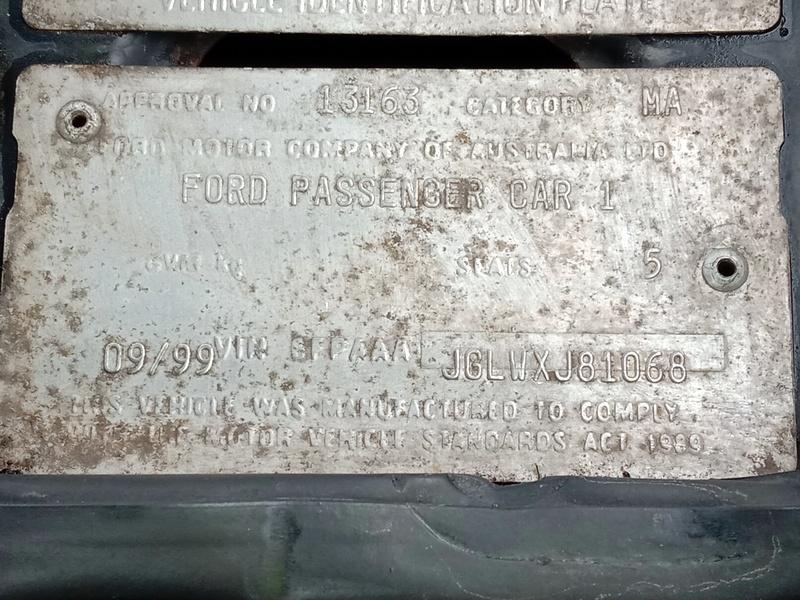 VEHICLE IDENTIFICATION PLATE
APPROVAL NO 13163 CATEGORY MA
FORD MOTOR COMPANY OF AUSTRALIA LTD
FORD PASSENGER CAR 1
GVM KG SEATS 5
09/99 VIN 6FPAAA JGLWXJ81068
THIS VEHICLE WAS MANUFACTURED TO COMPLY
WITH THE MOTOR VEHICLE STANDARDS ACT 1989